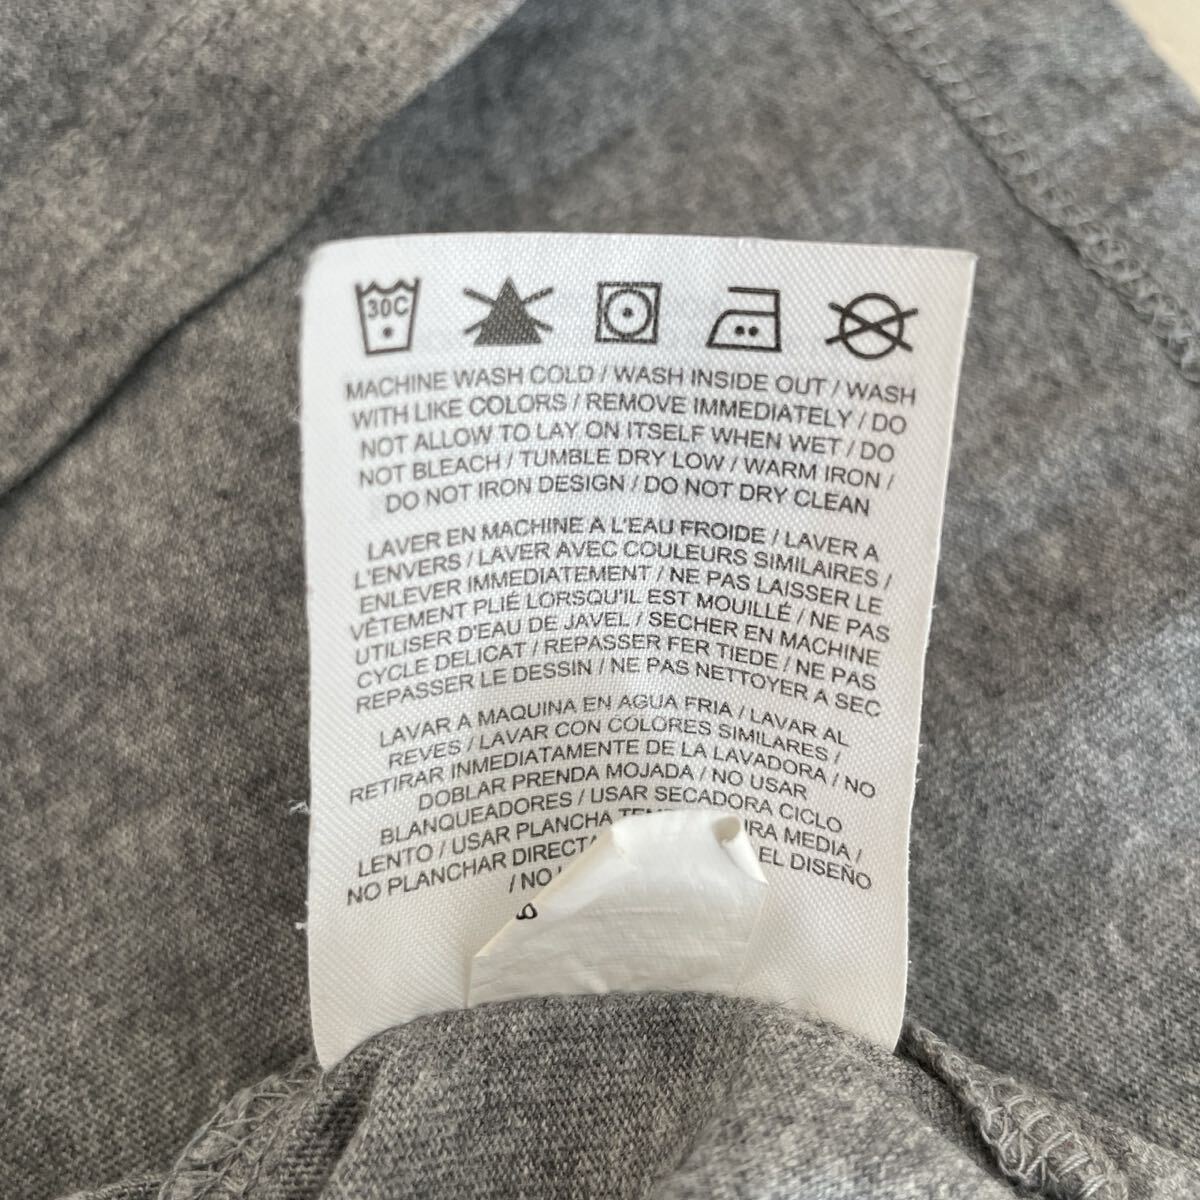 30C
MACHINE WASH COLD / WASH INSIDE OUT / WASH
WITH LIKE COLORS / REMOVE IMMEDIATELY / DO
NOT ALLOW TO LAY ON ITSELF WHEN WET / DO
NOT BLEACH / TUMBLE DRY LOW / WARM IRON /
DO NOT IRON DESIGN / DO NOT DRY CLEAN
LAVER EN MACHINE A L'EAU FROIDE / LAVER A
L'ENVERS / LAVER AVEC COULEURS SIMILAIRES /
ENLEVER IMMEDIATEMENT / NE PAS LAISSER LE
VÊTEMENT PLIÉ LORSQU'IL EST MOUILLÉ / NE PAS
UTILISER D'EAU DE JAVEL / SECHER EN MACHINE
CYCLE DELICAT / REPASSER FER TIEDE / NE PAS
REPASSER LE DESSIN / NE PAS NETTOYER A SEC
LAVAR A MAQUINA EN AGUA FRIA / LAVAR AL
REVES / LAVAR CON COLORES SIMILARES /
RETIRAR INMEDIATAMENTE DE LA LAVADORA / NO
DOBLAR PRENDA MOJADA / NO USAR
BLANQUEADORES / USAR SECADORA CICLO
LENTO / USAR PLANCHA MEDIA /
NO PLANCHAR EL DISEÑO
/ NO